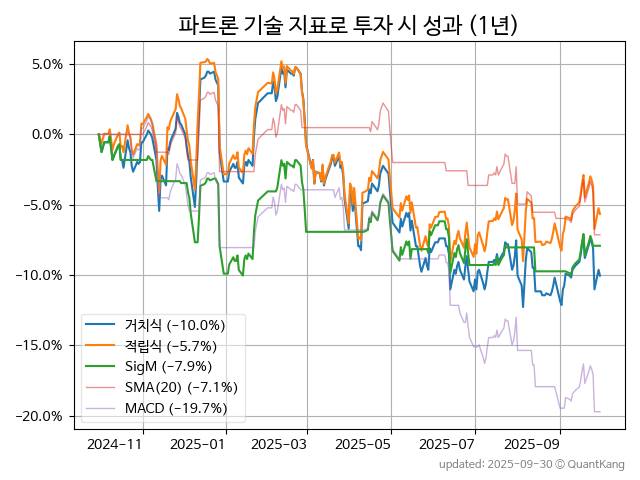 파트론 기술 지표로 투자 시 성과 (1년)
5.0%
0.0%
−5.0%
−10.0%
−15.0%
−20.0%
거치식 (−10.0%)
적립식 (−5.7%)
SigM (−7.9%)
SMA(20) (−7.1%)
MACD (−19.7%)
2024-11 2025-01 2025-03 2025-05 2025-07 2025-09
updated: 2025-09-30 © QuantKang